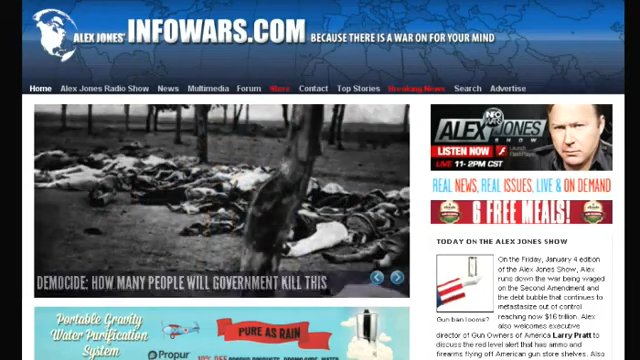 ALEX JONES' INFOWARS.COM BECAUSE THERE IS A WAR ON FOR YOUR MIND
Home Alex Jones Radio Show News Multimedia Forum Store Contact Top Stories Breaking News Search Advertise
DEMOCIDE: HOW MANY PEOPLE WILL GOVERNMENT KILL THIS
INFO
WARS
ALEX JONES
SHOW
LISTEN NOW
LIVE 11-2PM CST
REAL NEWS, REAL ISSUES, LIVE & ON DEMAND
6 FREE MEALS!
TODAY ON THE ALEX JONES SHOW
On the Friday, January 4 edition
of the Alex Jones Show, Alex
runs down the war being waged
on the Second Amendment and
the debt bubble that continues to
metastasize out of control
reaching now $16 trillion. Alex
also welcomes executive
Gun ban looms?
director of Gun Owners of America Larry Pratt to
discuss the red level alert that has ammo and
firearms flying off American gun store shelves. Also
Portable Gravity
Water Purification
System
PURE AS RAIN
Propur
10% OFF